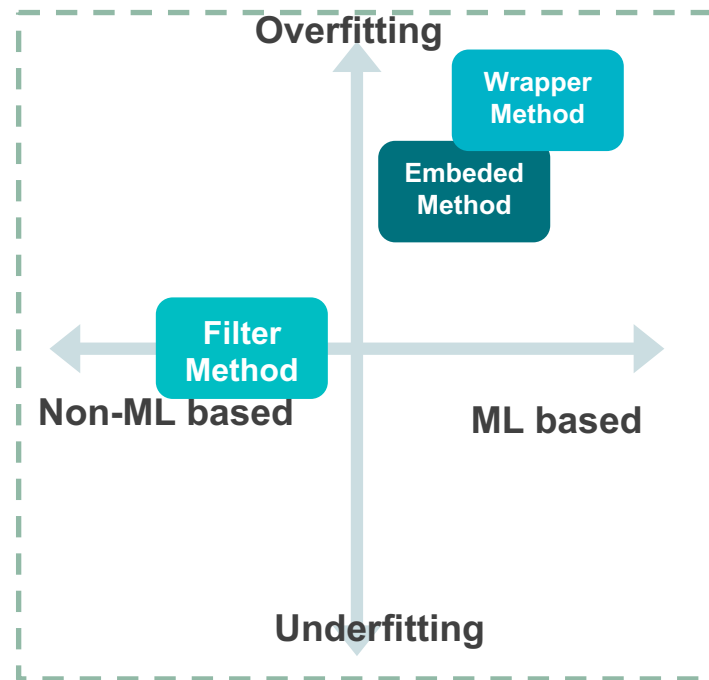 Overfitting
Wrapper
Method
Embeded
Method
Filter
Method
Non-ML based
ML based
Underfitting